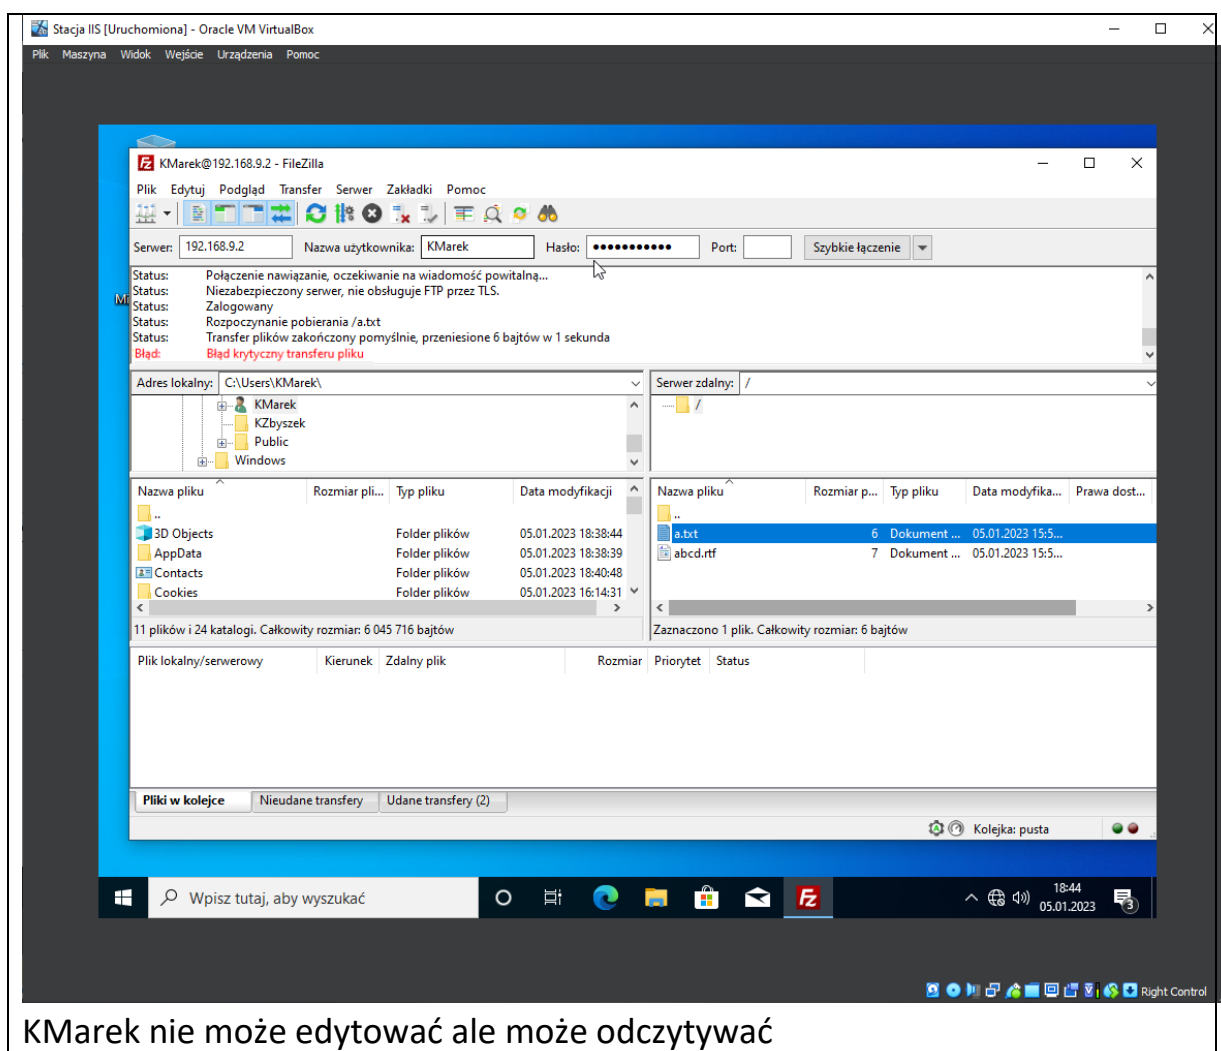 Stacja IIS [Uruchomiona] - Oracle VM VirtualBox
Plik Maszyna Widok Wejście Urządzenia Pomoc
KMarek@192.168.9.2 - FileZilla
Plik Edytuj Podgląd Transfer Serwer Zakładki Pomoc
Serwer: 192.168.9.2 Nazwa użytkownika: KMarek Hasło: ●●●●●●●●●●● Port: Szybkie łączenie
Status: Połączenie nawiązanie, oczekiwanie na wiadomość powitalną...
Status: Niezabezpieczony serwer, nie obsługuje FTP przez TLS.
Status: Zalogowany
Status: Rozpoczynanie pobierania /a.txt
Status: Transfer plików zakończony pomyślnie, przeniesione 6 bajtów w 1 sekunda
Błąd: Błąd krytyczny transferu pliku
Adres lokalny: C:\Users\KMarek\
KMarek
KZbyszek
Public
Windows
Serwer zdalny: /
/
Nazwa pliku Rozmiar pli... Typ pliku Data modyfikacji
..
3D Objects Folder plików 05.01.2023 18:38:44
AppData Folder plików 05.01.2023 18:38:39
Contacts Folder plików 05.01.2023 18:40:48
Cookies Folder plików 05.01.2023 16:14:31
11 plików i 24 katalogi. Całkowity rozmiar: 6 045 716 bajtów
Nazwa pliku Rozmiar p... Typ pliku Data modyfika... Prawa dost...
..
a.txt 6 Dokument ... 05.01.2023 15:5...
abcd.rtf 7 Dokument ... 05.01.2023 15:5...
Zaznaczono 1 plik. Całkowity rozmiar: 6 bajtów
Plik lokalny/serwerowy Kierunek Zdalny plik Rozmiar Priorytet Status
Pliki w kolejce Nieudane transfery Udane transfery (2)
Kolejka: pusta
Wpisz tutaj, aby wyszukać
18:44
05.01.2023
3
Right Control
KMarek nie może edytować ale może odczytywać